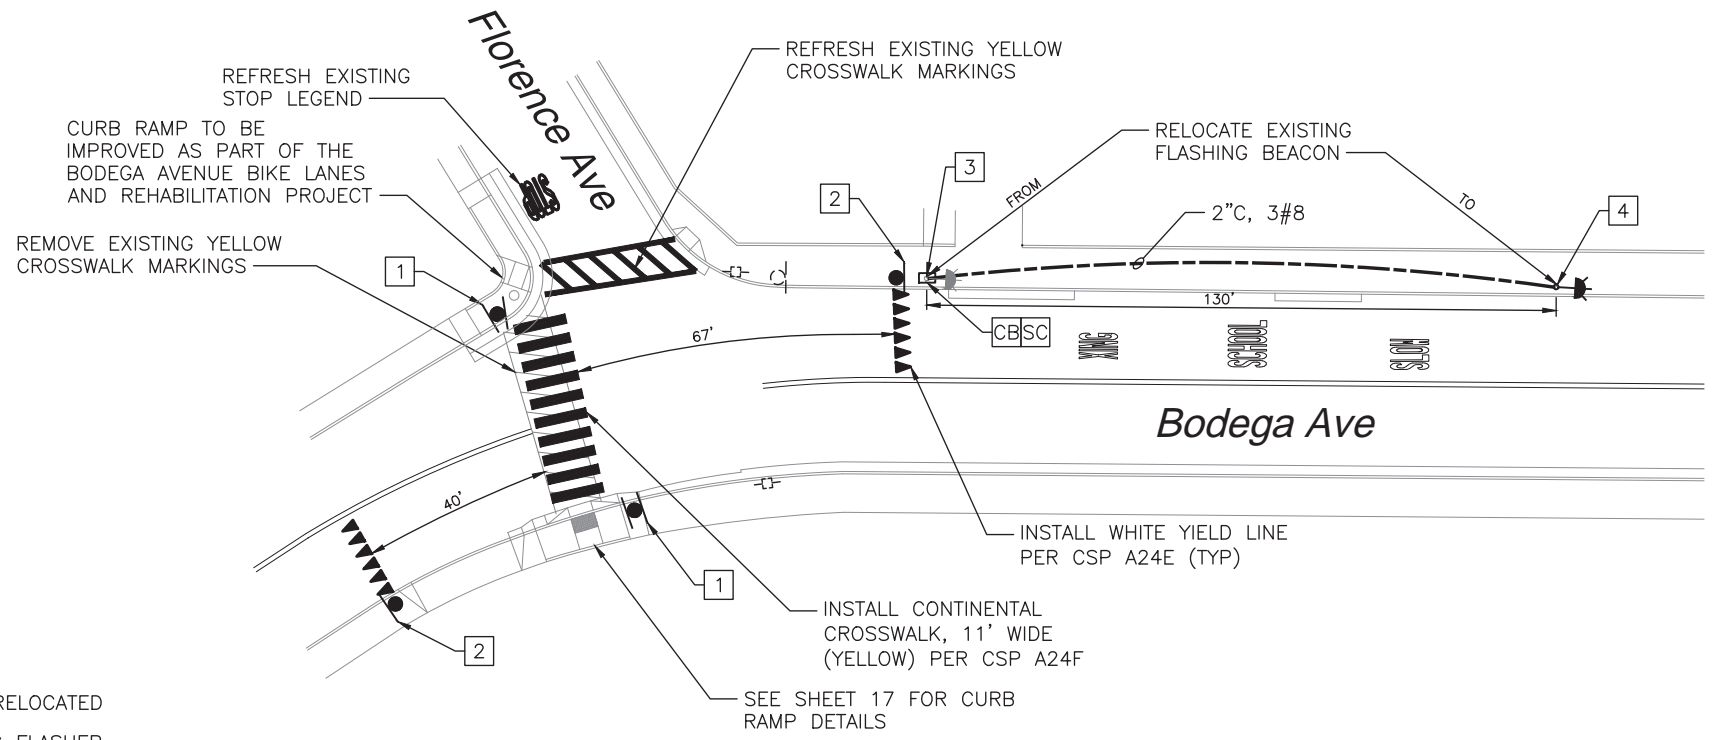 Florence Ave
REFRESH EXISTING YELLOW
CROSSWALK MARKINGS
REFRESH EXISTING
STOP LEGEND
CURB RAMP TO BE
IMPROVED AS PART OF THE
BODEGA AVENUE BIKE LANES
AND REHABILITATION PROJECT
STOP
REMOVE EXISTING YELLOW
CROSSWALK MARKINGS
1
RELOCATE EXISTING
FLASHING BEACON
3
2
FROM
TO
2"C, 3#8
4
130'
CB SC
67'
XING
SCHOOL
SLOW
Bodega Ave
40'
INSTALL WHITE YIELD LINE
PER CSP A24E (TYP)
1
INSTALL CONTINENTAL
CROSSWALK, 11' WIDE
(YELLOW) PER CSP A24F
2
SEE SHEET 17 FOR CURB
RAMP DETAILS
RELOCATED
FLASHER